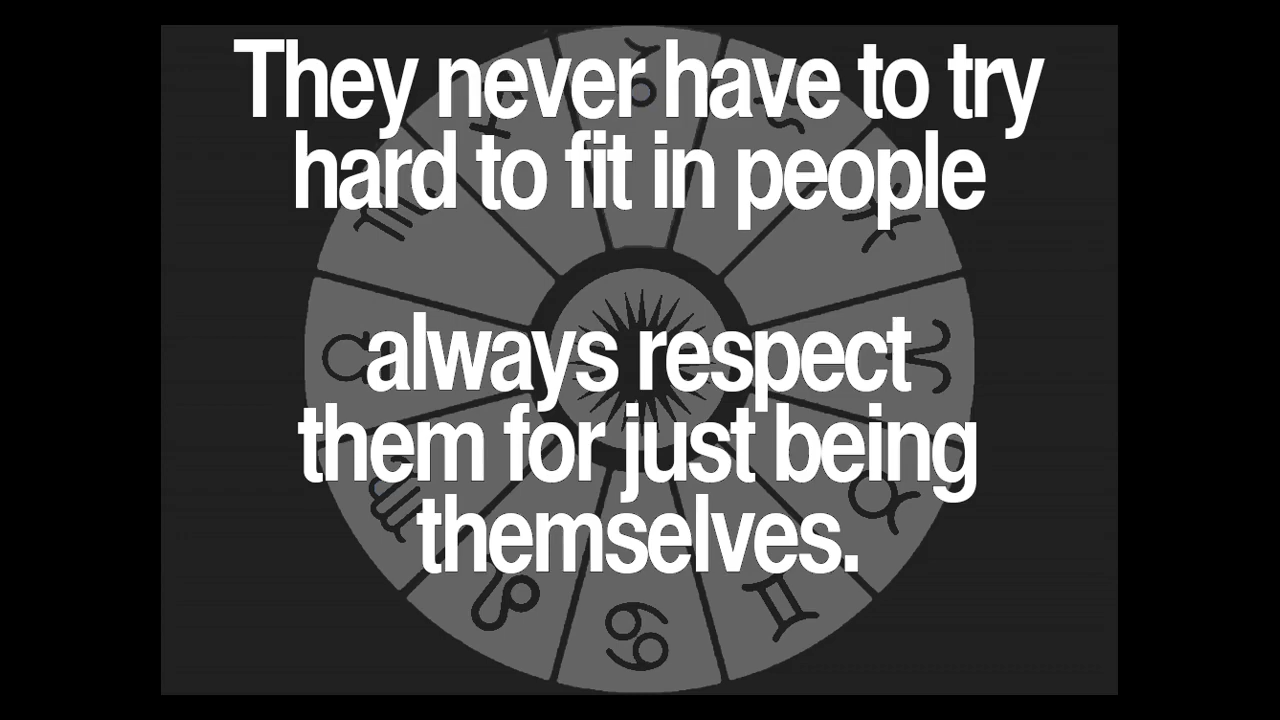 They never have to try
hard to fit in people
always respect
them for just being
themselves.